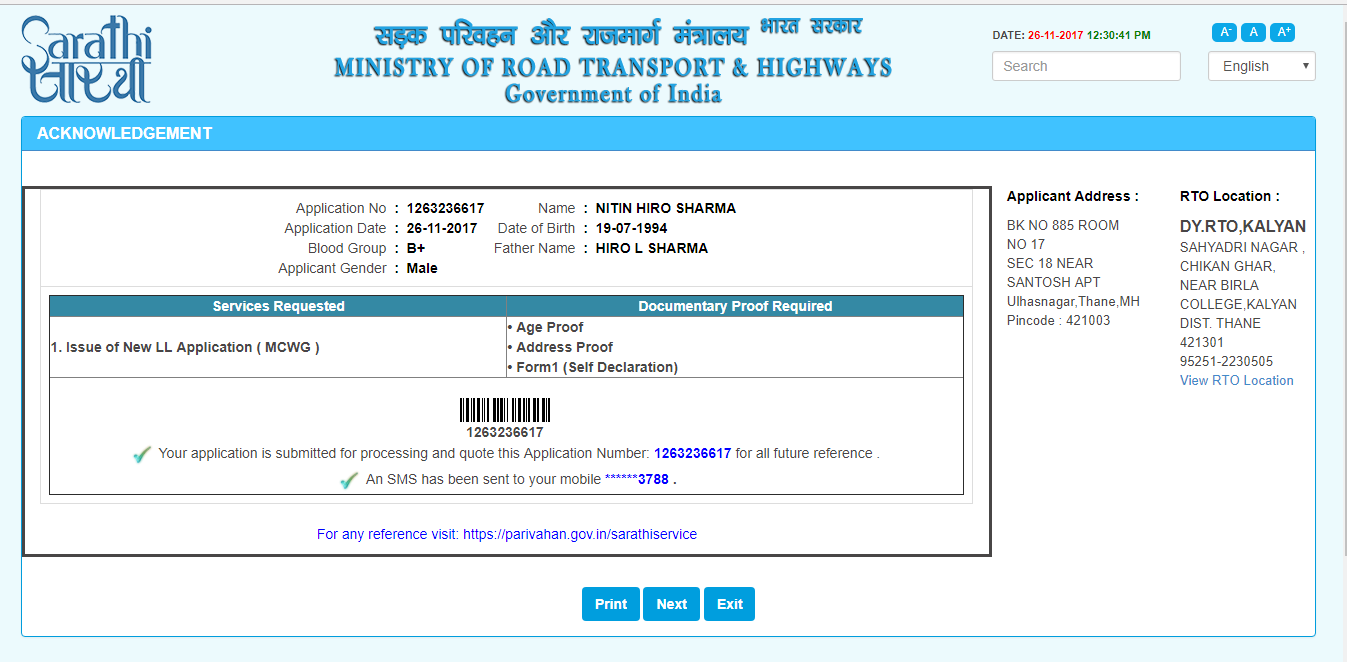 Sarathi
सारथी
सड़क परिवहन और राजमार्ग मंत्रालय भारत सरकार
MINISTRY OF ROAD TRANSPORT & HIGHWAYS
Government of India
DATE: 26-11-2017 12:30:41 PM
A- A A+
Search
English
ACKNOWLEDGEMENT
Application No : 1263236617 Name : NITIN HIRO SHARMA
Application Date : 26-11-2017 Date of Birth : 19-07-1994
Blood Group : B+ Father Name : HIRO L SHARMA
Applicant Gender : Male
Services Requested Documentary Proof Required
1. Issue of New LL Application ( MCWG )
• Age Proof
• Address Proof
• Form1 (Self Declaration)
1263236617
Your application is submitted for processing and quote this Application Number: 1263236617 for all future reference .
An SMS has been sent to your mobile ******3788 .
For any reference visit: https://parivahan.gov.in/sarathiservice
Applicant Address :
BK NO 885 ROOM
NO 17
SEC 18 NEAR
SANTOSH APT
Ulhasnagar,Thane,MH
Pincode : 421003
RTO Location :
DY.RTO,KALYAN
SAHYADRI NAGAR ,
CHIKAN GHAR,
NEAR BIRLA
COLLEGE,KALYAN
DIST. THANE
421301
95251-2230505
View RTO Location
Print Next Exit